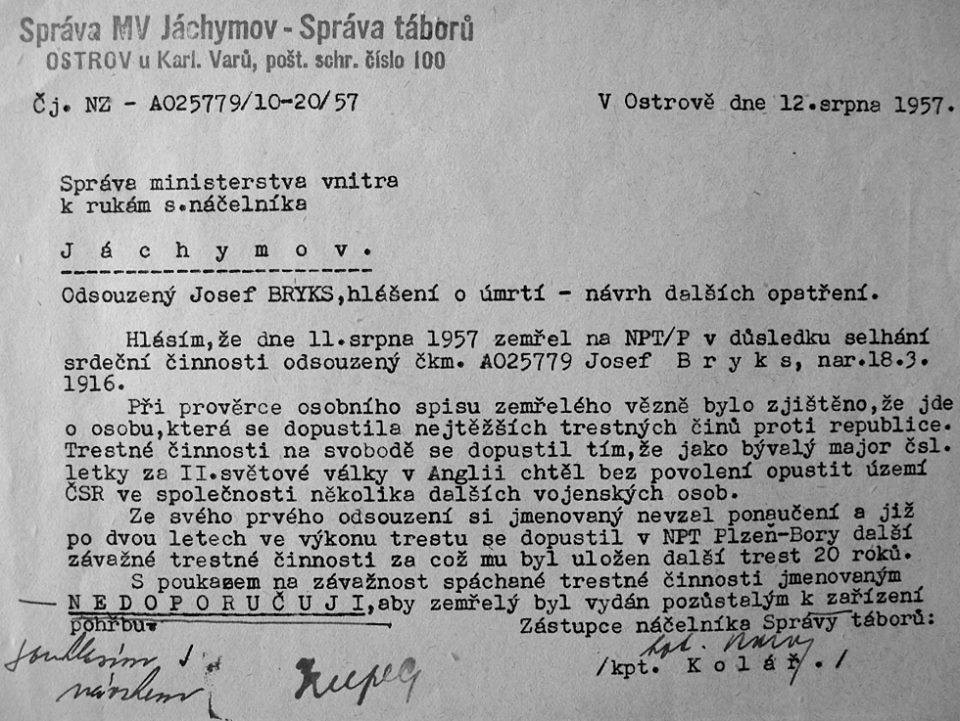 Správa MV Jáchymov - Správa táborů
OSTROV u Karl. Varů, pošt. schr. číslo 100
Čj. NZ - A025779/10-20/57
V Ostrově dne 12.srpna 1957.
Správa ministerstva vnitra
k rukám s.náčelníka
J á c h y m o v .
Odsouzený Josef BRYKS,hlášení o úmrtí - návrh dalších opatření.
Hlásím,že dne 11.srpna 1957 zemřel na NPT/P v důsledku selhání
srdeční činnosti odsouzený čkm. A025779 Josef B r y k s, nar.18.3.
1916.
Při prověrce osobního spisu zemřelého vězně bylo zjištěno,že jde
o osobu,která se dopustila nejtěžších trestných činů proti republice.
Trestné činnosti na svobodě se dopustil tím,že jako bývalý major čsl.
letky za II.světové války v Anglii chtěl bez povolení opustit území
ČSR ve společnosti několika dalších vojenských osob.
Ze svého prvého odsouzení si jmenovaný nevzal ponaučení a již
po dvou letech ve výkonu trestu se dopustil v NPT Plzeň-Bory další
závažné trestné činnosti za což mu byl uložen další trest 20 roků.
S poukazem na závažnost spáchané trestné činnosti jmenovaným
N E D O P O R U Č U J I,aby zemřelý byl vydán pozůstalým k zařízení
pohřbu.
Zástupce náčelníka Správy táborů:
/kpt. K o l á ř . /
souhlasím s
návrhem